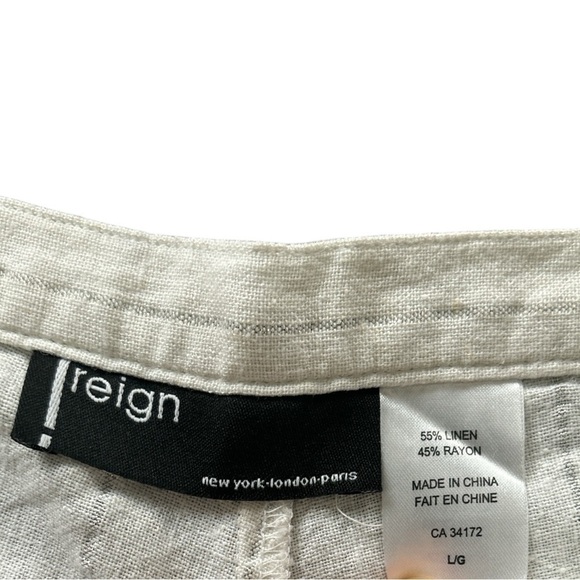 reign
new york·london·paris
55% LINEN
45% RAYON
MADE IN CHINA
FAIT EN CHINE
CA 34172
L/G